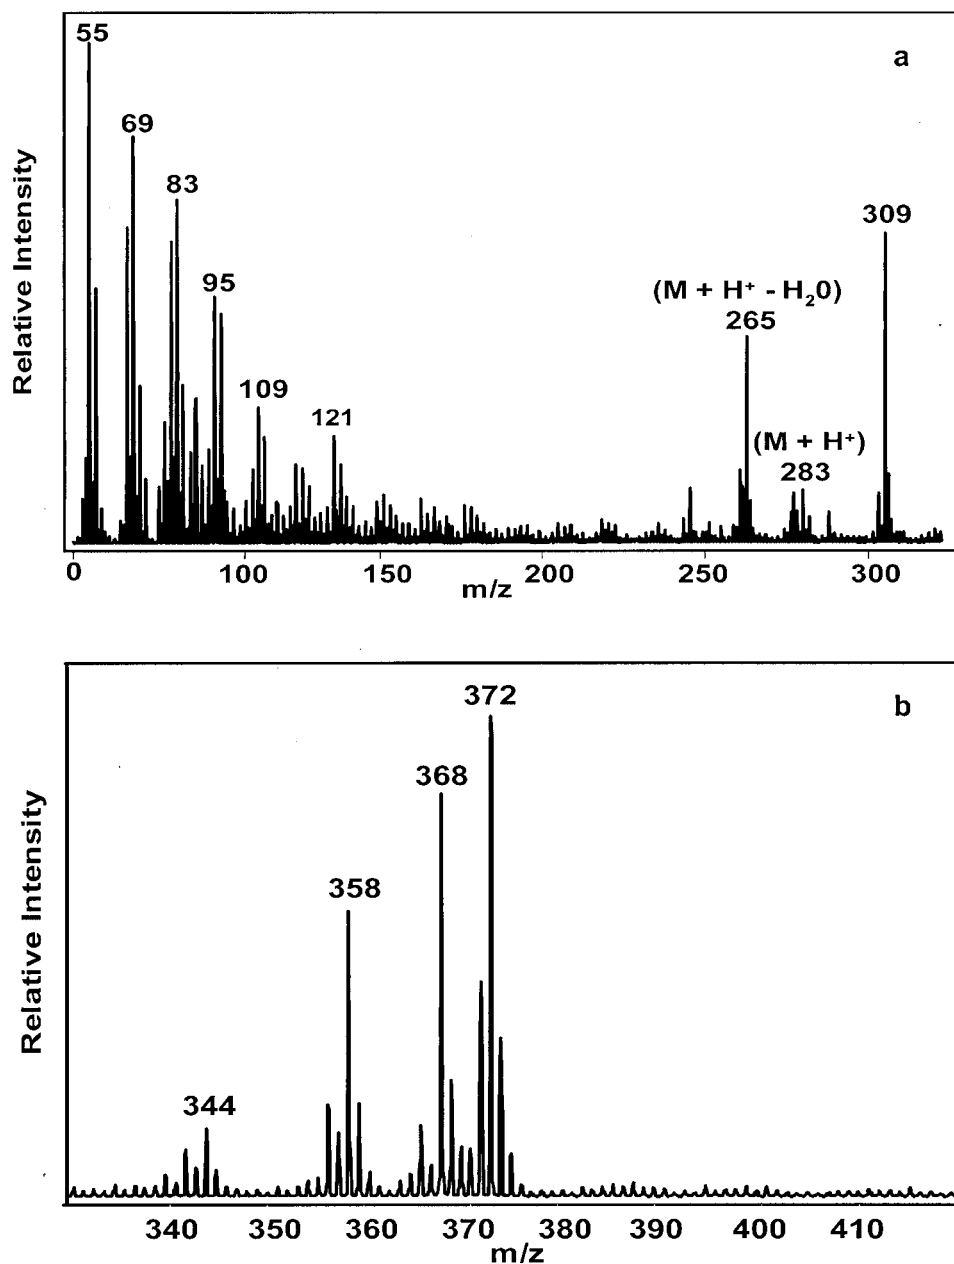 55
a
69
83
309
95
(M + H⁺ - H₂0)
265
109
121
(M + H⁺)
283
Relative Intensity
0 100 150 200 250 300
m/z
372
b
368
358
344
Relative Intensity
340 350 360 370 380 390 400 410
m/z